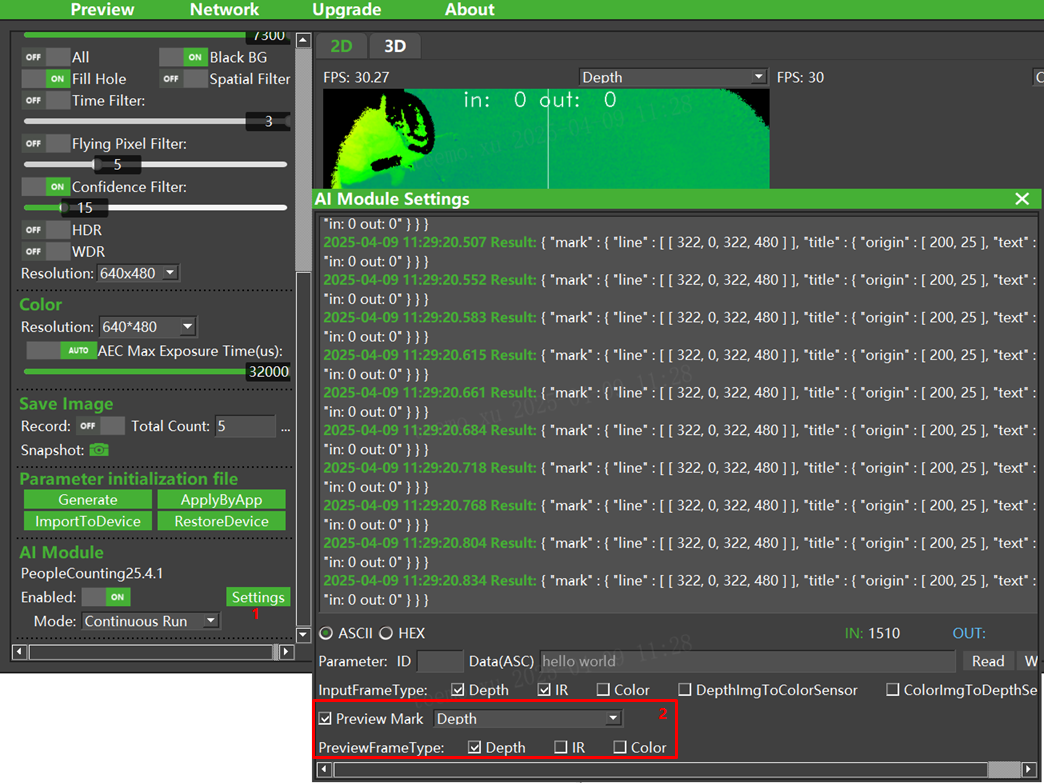 Preview Network Upgrade About
7300
OFF All ON Black BG
ON Fill Hole OFF Spatial Filter
OFF Time Filter:
3
OFF Flying Pixel Filter:
5
ON Confidence Filter:
15
OFF HDR
OFF WDR
Resolution: 640x480
Color
Resolution: 640*480
AUTO AEC Max Exposure Time(us):
32000
Save Image
Record: OFF Total Count: 5 ...
Snapshot:
Parameter initialization file
Generate ApplyByApp
ImportToDevice RestoreDevice
AI Module
PeopleCounting25.4.1
Enabled: ON Settings
1
Mode: Continuous Run
2D 3D
FPS: 30.27 Depth FPS: 30
in: 0 out: 0
AI Module Settings
"in: 0 out: 0" } } }
2025-04-09 11:29:20.507 Result: { "mark" : { "line" : [ [ 322, 0, 322, 480 ] ], "title" : { "origin" : [ 200, 25 ], "text" :
"in: 0 out: 0" } } }
2025-04-09 11:29:20.552 Result: { "mark" : { "line" : [ [ 322, 0, 322, 480 ] ], "title" : { "origin" : [ 200, 25 ], "text" :
"in: 0 out: 0" } } }
2025-04-09 11:29:20.583 Result: { "mark" : { "line" : [ [ 322, 0, 322, 480 ] ], "title" : { "origin" : [ 200, 25 ], "text" :
"in: 0 out: 0" } } }
2025-04-09 11:29:20.615 Result: { "mark" : { "line" : [ [ 322, 0, 322, 480 ] ], "title" : { "origin" : [ 200, 25 ], "text" :
"in: 0 out: 0" } } }
2025-04-09 11:29:20.661 Result: { "mark" : { "line" : [ [ 322, 0, 322, 480 ] ], "title" : { "origin" : [ 200, 25 ], "text" :
"in: 0 out: 0" } } }
2025-04-09 11:29:20.684 Result: { "mark" : { "line" : [ [ 322, 0, 322, 480 ] ], "title" : { "origin" : [ 200, 25 ], "text" :
"in: 0 out: 0" } } }
2025-04-09 11:29:20.718 Result: { "mark" : { "line" : [ [ 322, 0, 322, 480 ] ], "title" : { "origin" : [ 200, 25 ], "text" :
"in: 0 out: 0" } } }
2025-04-09 11:29:20.768 Result: { "mark" : { "line" : [ [ 322, 0, 322, 480 ] ], "title" : { "origin" : [ 200, 25 ], "text" :
"in: 0 out: 0" } } }
2025-04-09 11:29:20.804 Result: { "mark" : { "line" : [ [ 322, 0, 322, 480 ] ], "title" : { "origin" : [ 200, 25 ], "text" :
"in: 0 out: 0" } } }
2025-04-09 11:29:20.834 Result: { "mark" : { "line" : [ [ 322, 0, 322, 480 ] ], "title" : { "origin" : [ 200, 25 ], "text" :
"in: 0 out: 0" } } }
ASCII HEX IN: 1510 OUT:
Parameter: ID Data(ASC) hello world Read W
InputFrameType: Depth IR Color DepthImgToColorSensor ColorImgToDepthSe
Preview Mark Depth 2
PreviewFrameType: Depth IR Color